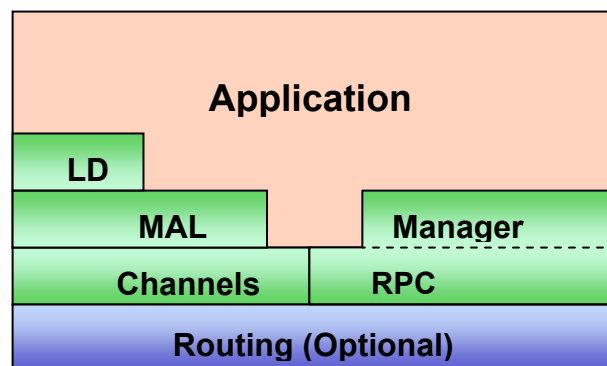 Application
LD
MAL
Manager
Channels
RPC
Routing (Optional)